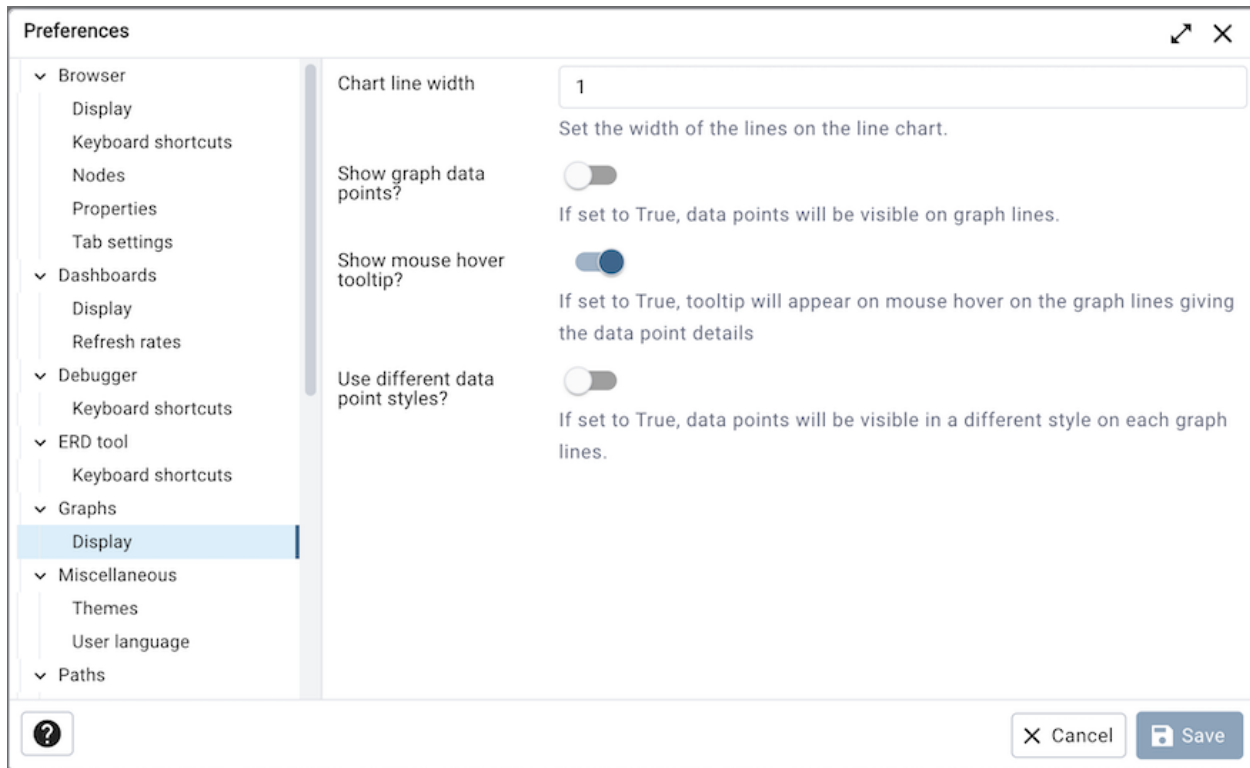 Preferences
Browser
Display
Keyboard shortcuts
Nodes
Properties
Tab settings
Dashboards
Display
Refresh rates
Debugger
Keyboard shortcuts
ERD tool
Keyboard shortcuts
Graphs
Display
Miscellaneous
Themes
User language
Paths
Chart line width
1
Set the width of the lines on the line chart.
Show graph data
points?
If set to True, data points will be visible on graph lines.
Show mouse hover
tooltip?
If set to True, tooltip will appear on mouse hover on the graph lines giving
the data point details
Use different data
point styles?
If set to True, data points will be visible in a different style on each graph
lines.
?
Cancel
Save